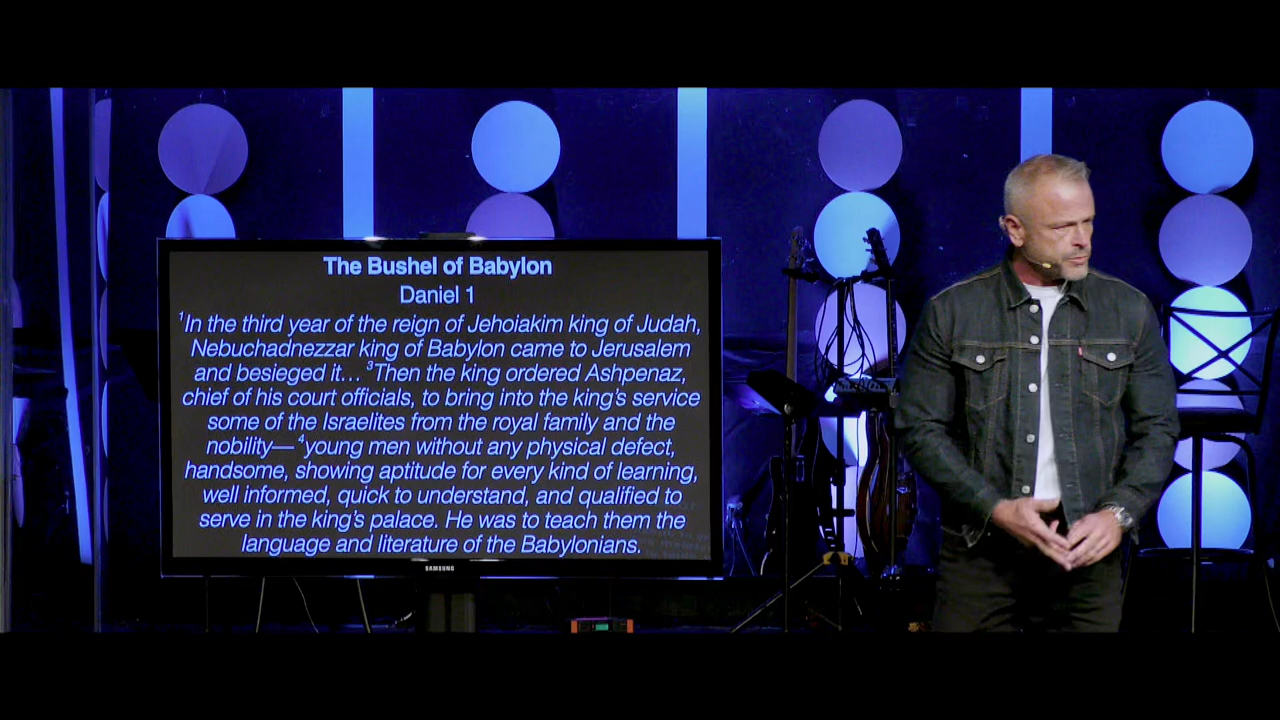 The Bushel of Babylon
Daniel 1
¹In the third year of the reign of Jehoiakim king of Judah,
Nebuchadnezzar king of Babylon came to Jerusalem
and besieged it… ³Then the king ordered Ashpenaz,
chief of his court officials, to bring into the king’s service
some of the Israelites from the royal family and the
nobility— ⁴young men without any physical defect,
handsome, showing aptitude for every kind of learning,
well informed, quick to understand, and qualified to
serve in the king’s palace. He was to teach them the
language and literature of the Babylonians.
SAMSUNG